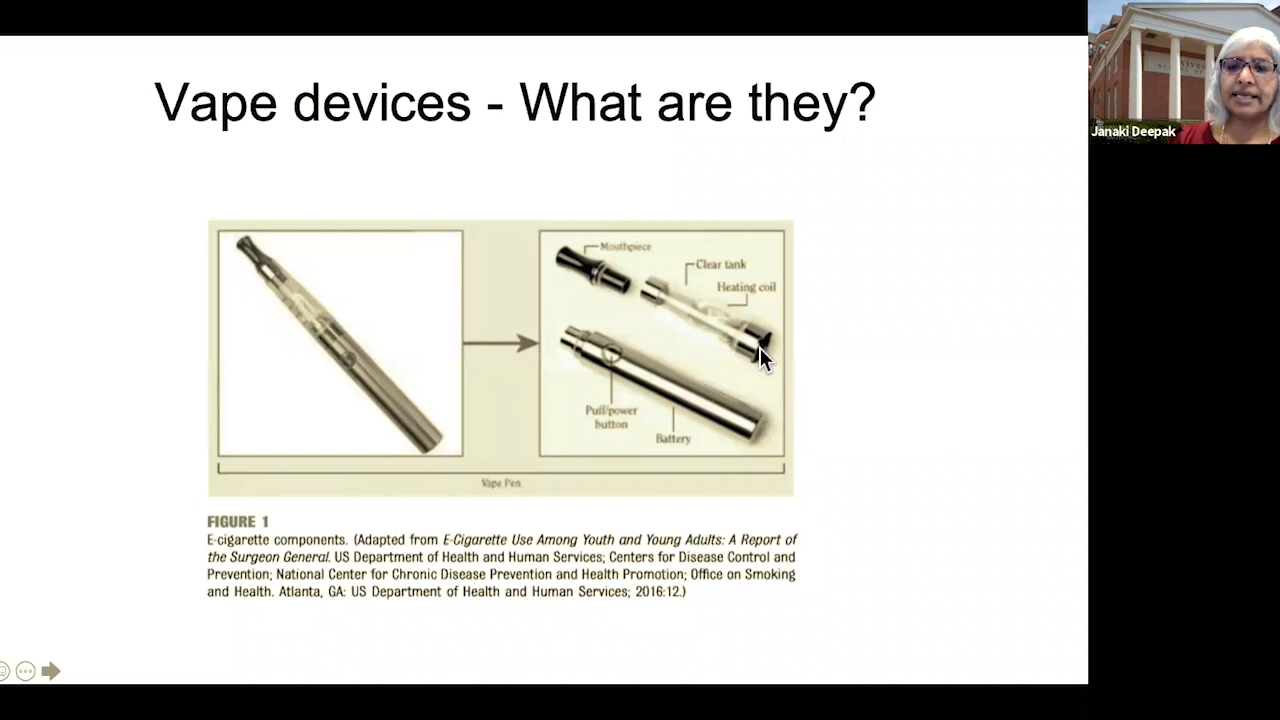 Vape devices - What are they?
Janaki Deepak
Mouthpiece
Clear tank
Heating coil
Pull/power
button
Battery
Vape Pen
FIGURE 1
E-cigarette components. (Adapted from E-Cigarette Use Among Youth and Young Adults: A Report of
the Surgeon General. US Department of Health and Human Services; Centers for Disease Control and
Prevention; National Center for Chronic Disease Prevention and Health Promotion; Office on Smoking
and Health. Atlanta, GA: US Department of Health and Human Services; 2016:12.)